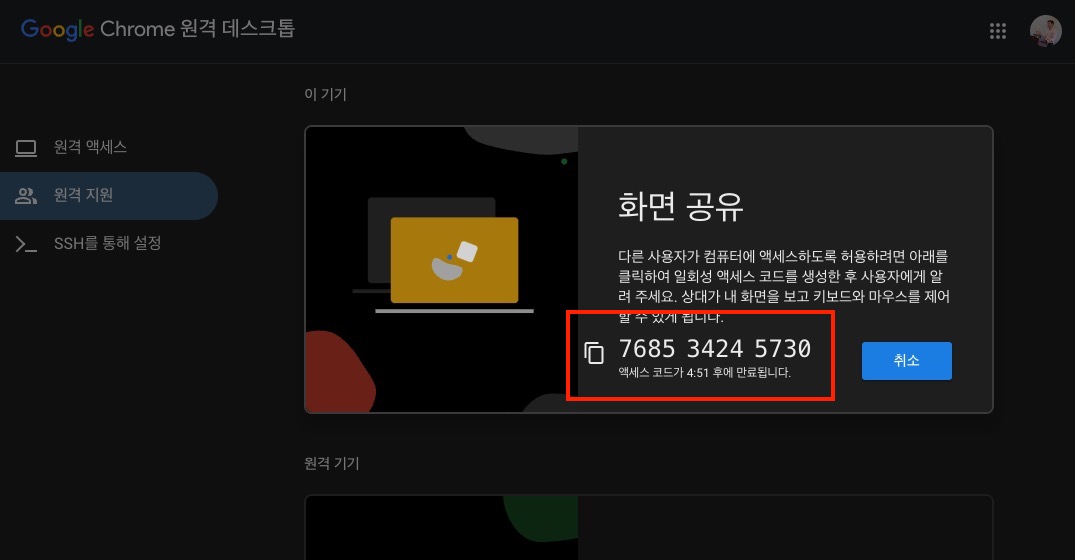 Google Chrome 원격 데스크톱
이 기기
원격 액세스
원격 지원
SSH를 통해 설정
화면 공유
다른 사용자가 컴퓨터에 액세스하도록 허용하려면 아래를
클릭하여 일회성 액세스 코드를 생성한 후 사용자에게 알
려 주세요. 상대가 내 화면을 보고 키보드와 마우스를 제어
할 수 있게 됩니다.
7685 3424 5730
액세스 코드가 4:51 후에 만료됩니다.
취소
원격 기기